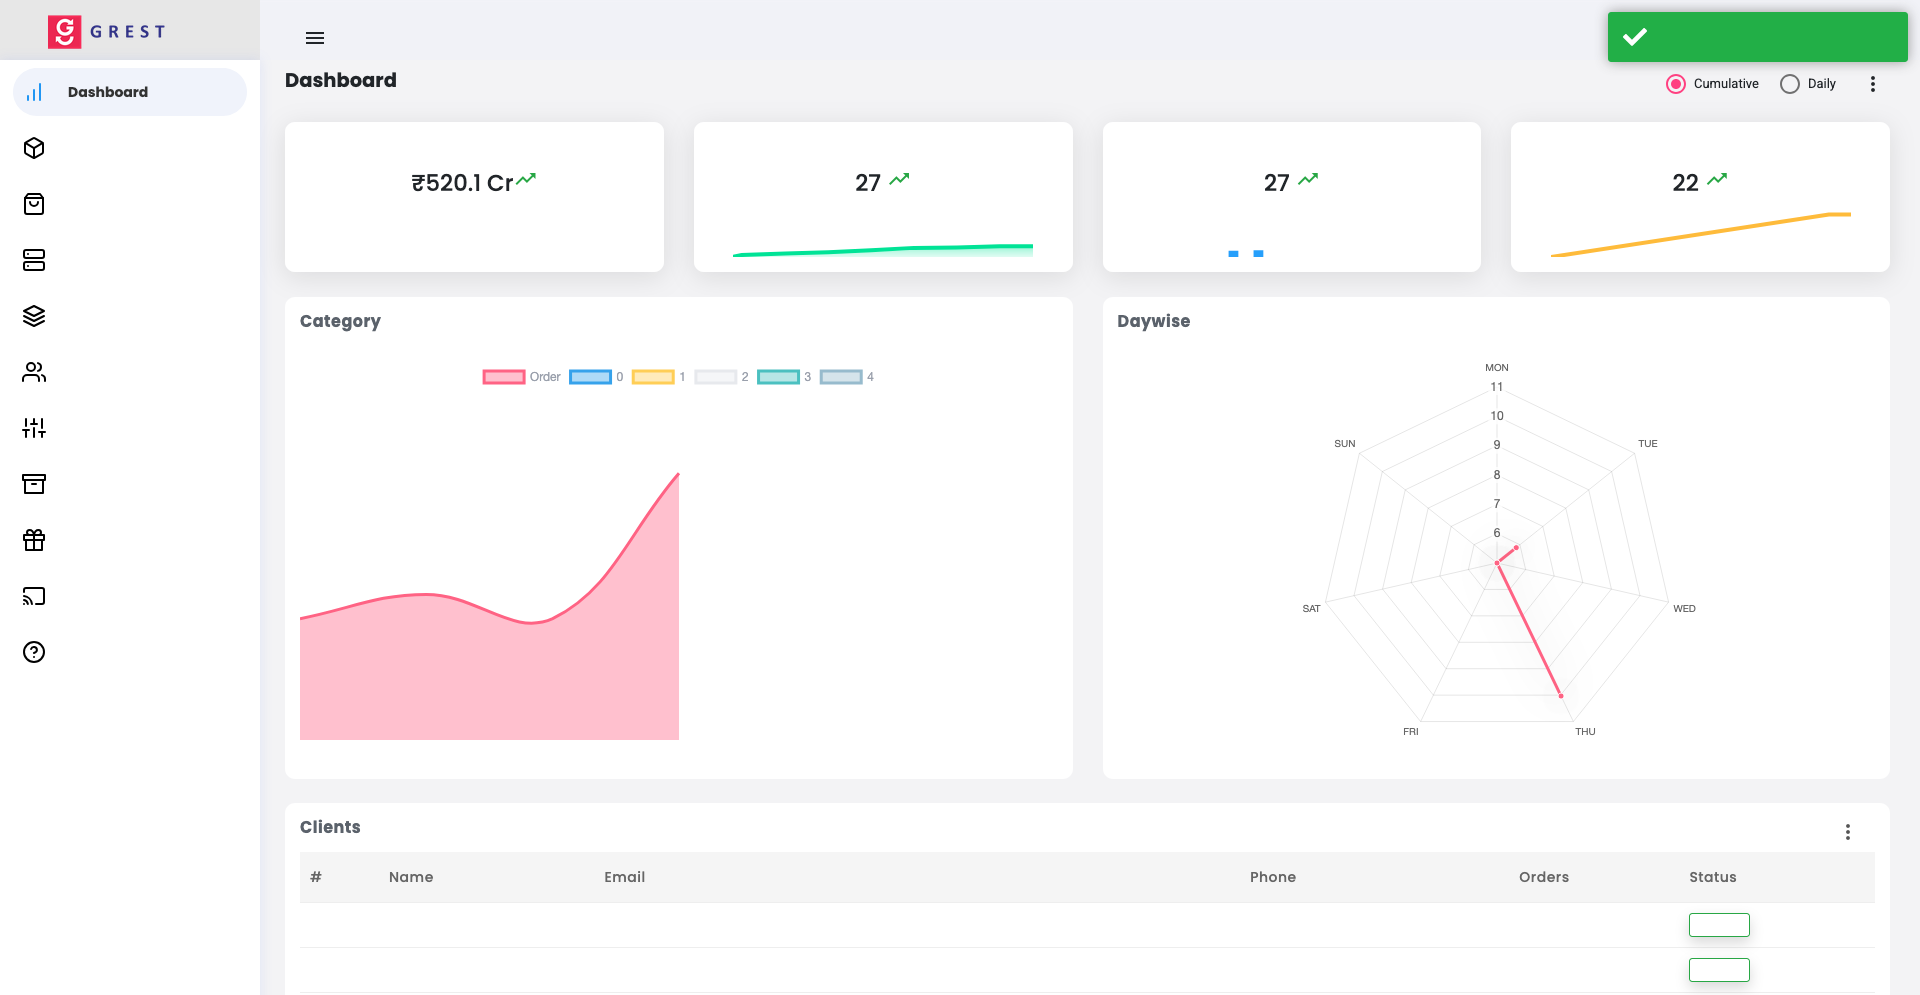 GREST
Dashboard
Dashboard
Cumulative
Daily
₹520.1 Cr
27
27
22
Category
Order
0
1
2
3
4
Daywise
MON
11
10
9
8
7
6
SUN
TUE
SAT
WED
FRI
THU
Clients
# Name Email Phone Orders Status